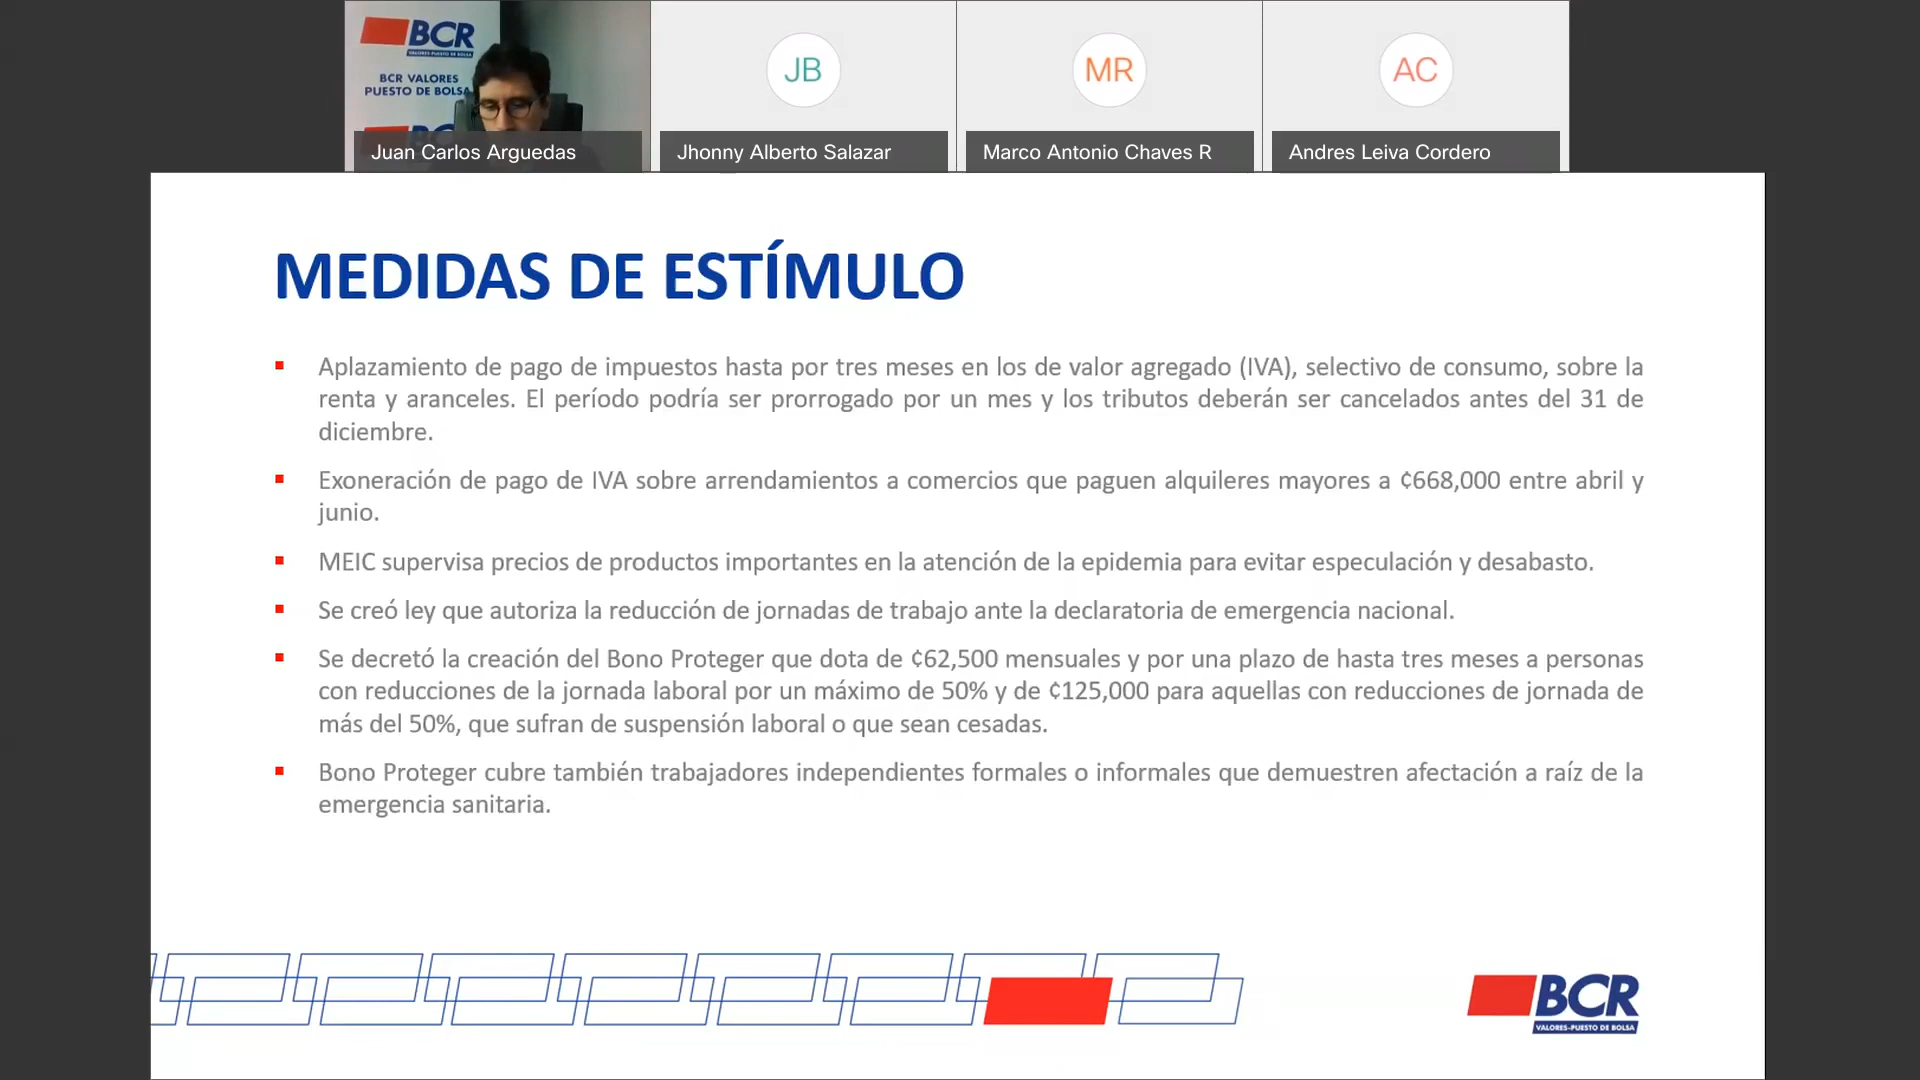 BCR
VALORES PUESTO DE BOLSA
BCR VALORES
PUESTO DE BOLSA
BC
JB
MR
AC
Juan Carlos Arguedas
Jhonny Alberto Salazar
Marco Antonio Chaves R
Andres Leiva Cordero
MEDIDAS DE ESTÍMULO
Aplazamiento de pago de impuestos hasta por tres meses en los de valor agregado (IVA), selectivo de consumo, sobre la
renta y aranceles. El período podría ser prorrogado por un mes y los tributos deberán ser cancelados antes del 31 de
diciembre.
Exoneración de pago de IVA sobre arrendamientos a comercios que paguen alquileres mayores a ¢668,000 entre abril y
junio.
MEIC supervisa precios de productos importantes en la atención de la epidemia para evitar especulación y desabasto.
Se creó ley que autoriza la reducción de jornadas de trabajo ante la declaratoria de emergencia nacional.
Se decretó la creación del Bono Proteger que dota de ¢62,500 mensuales y por una plazo de hasta tres meses a personas
con reducciones de la jornada laboral por un máximo de 50% y de ¢125,000 para aquellas con reducciones de jornada de
más del 50%, que sufran de suspensión laboral o que sean cesadas.
Bono Proteger cubre también trabajadores independientes formales o informales que demuestren afectación a raíz de la
emergencia sanitaria.
BCR
VALORES-PUESTO DE BOLSA